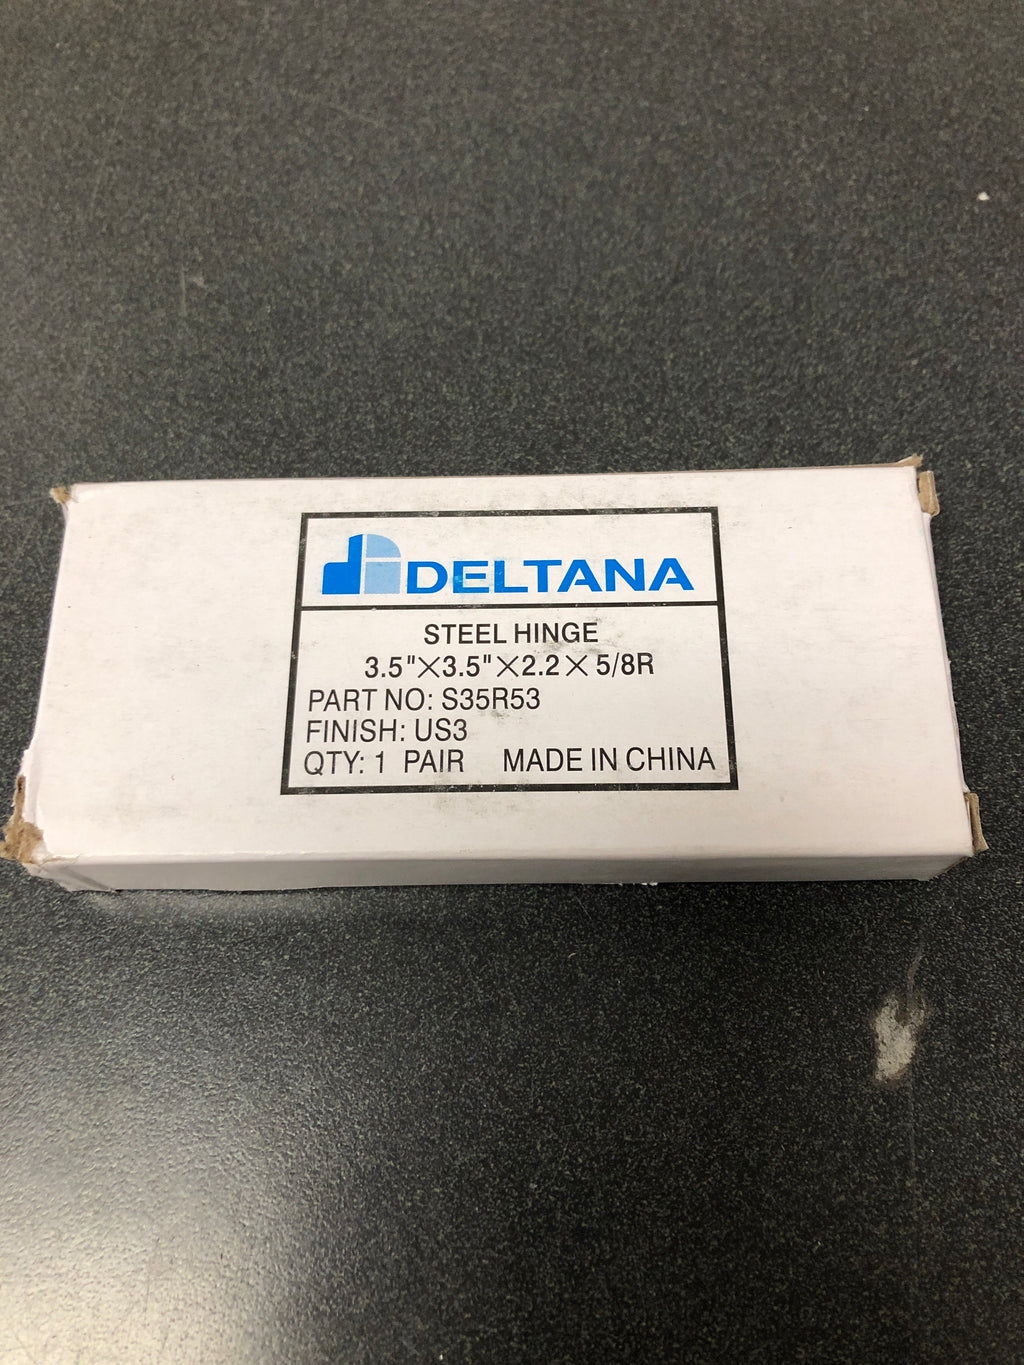 DELTANA
STEEL HINGE
3.5"×3.5"×2.2×5/8R
PART NO: S35R53
FINISH: US3
QTY: 1 PAIR MADE IN CHINA